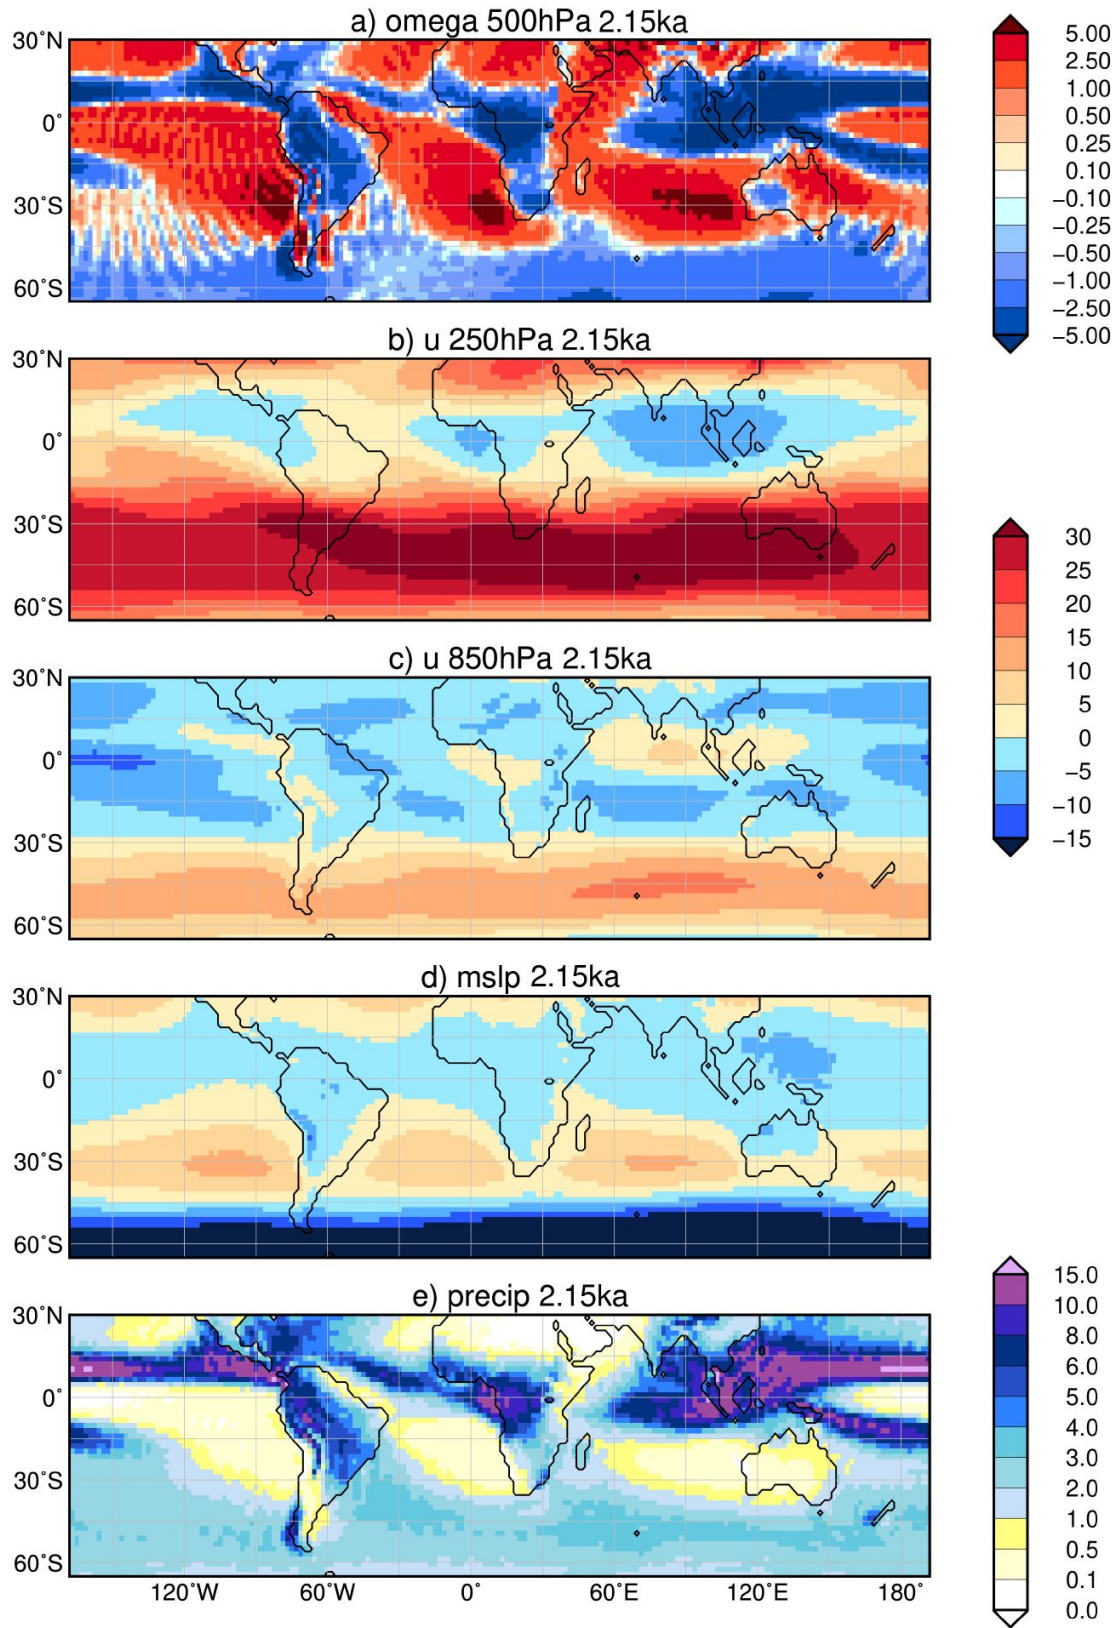 a) omega 500hPa 2.15ka
30˚N
0˚
30˚S
60˚S
5.00
2.50
1.00
0.50
0.25
0.10
−0.10
−0.25
−0.50
−1.00
−2.50
−5.00
b) u 250hPa 2.15ka
30˚N
0˚
30˚S
60˚S
c) u 850hPa 2.15ka
30˚N
0˚
30˚S
60˚S
30
25
20
15
10
5
0
−5
−10
−15
d) mslp 2.15ka
30˚N
0˚
30˚S
60˚S
e) precip 2.15ka
30˚N
0˚
30˚S
60˚S
120˚W 60˚W 0˚ 60˚E 120˚E 180˚
15.0
10.0
8.0
6.0
5.0
4.0
3.0
2.0
1.0
0.5
0.1
0.0